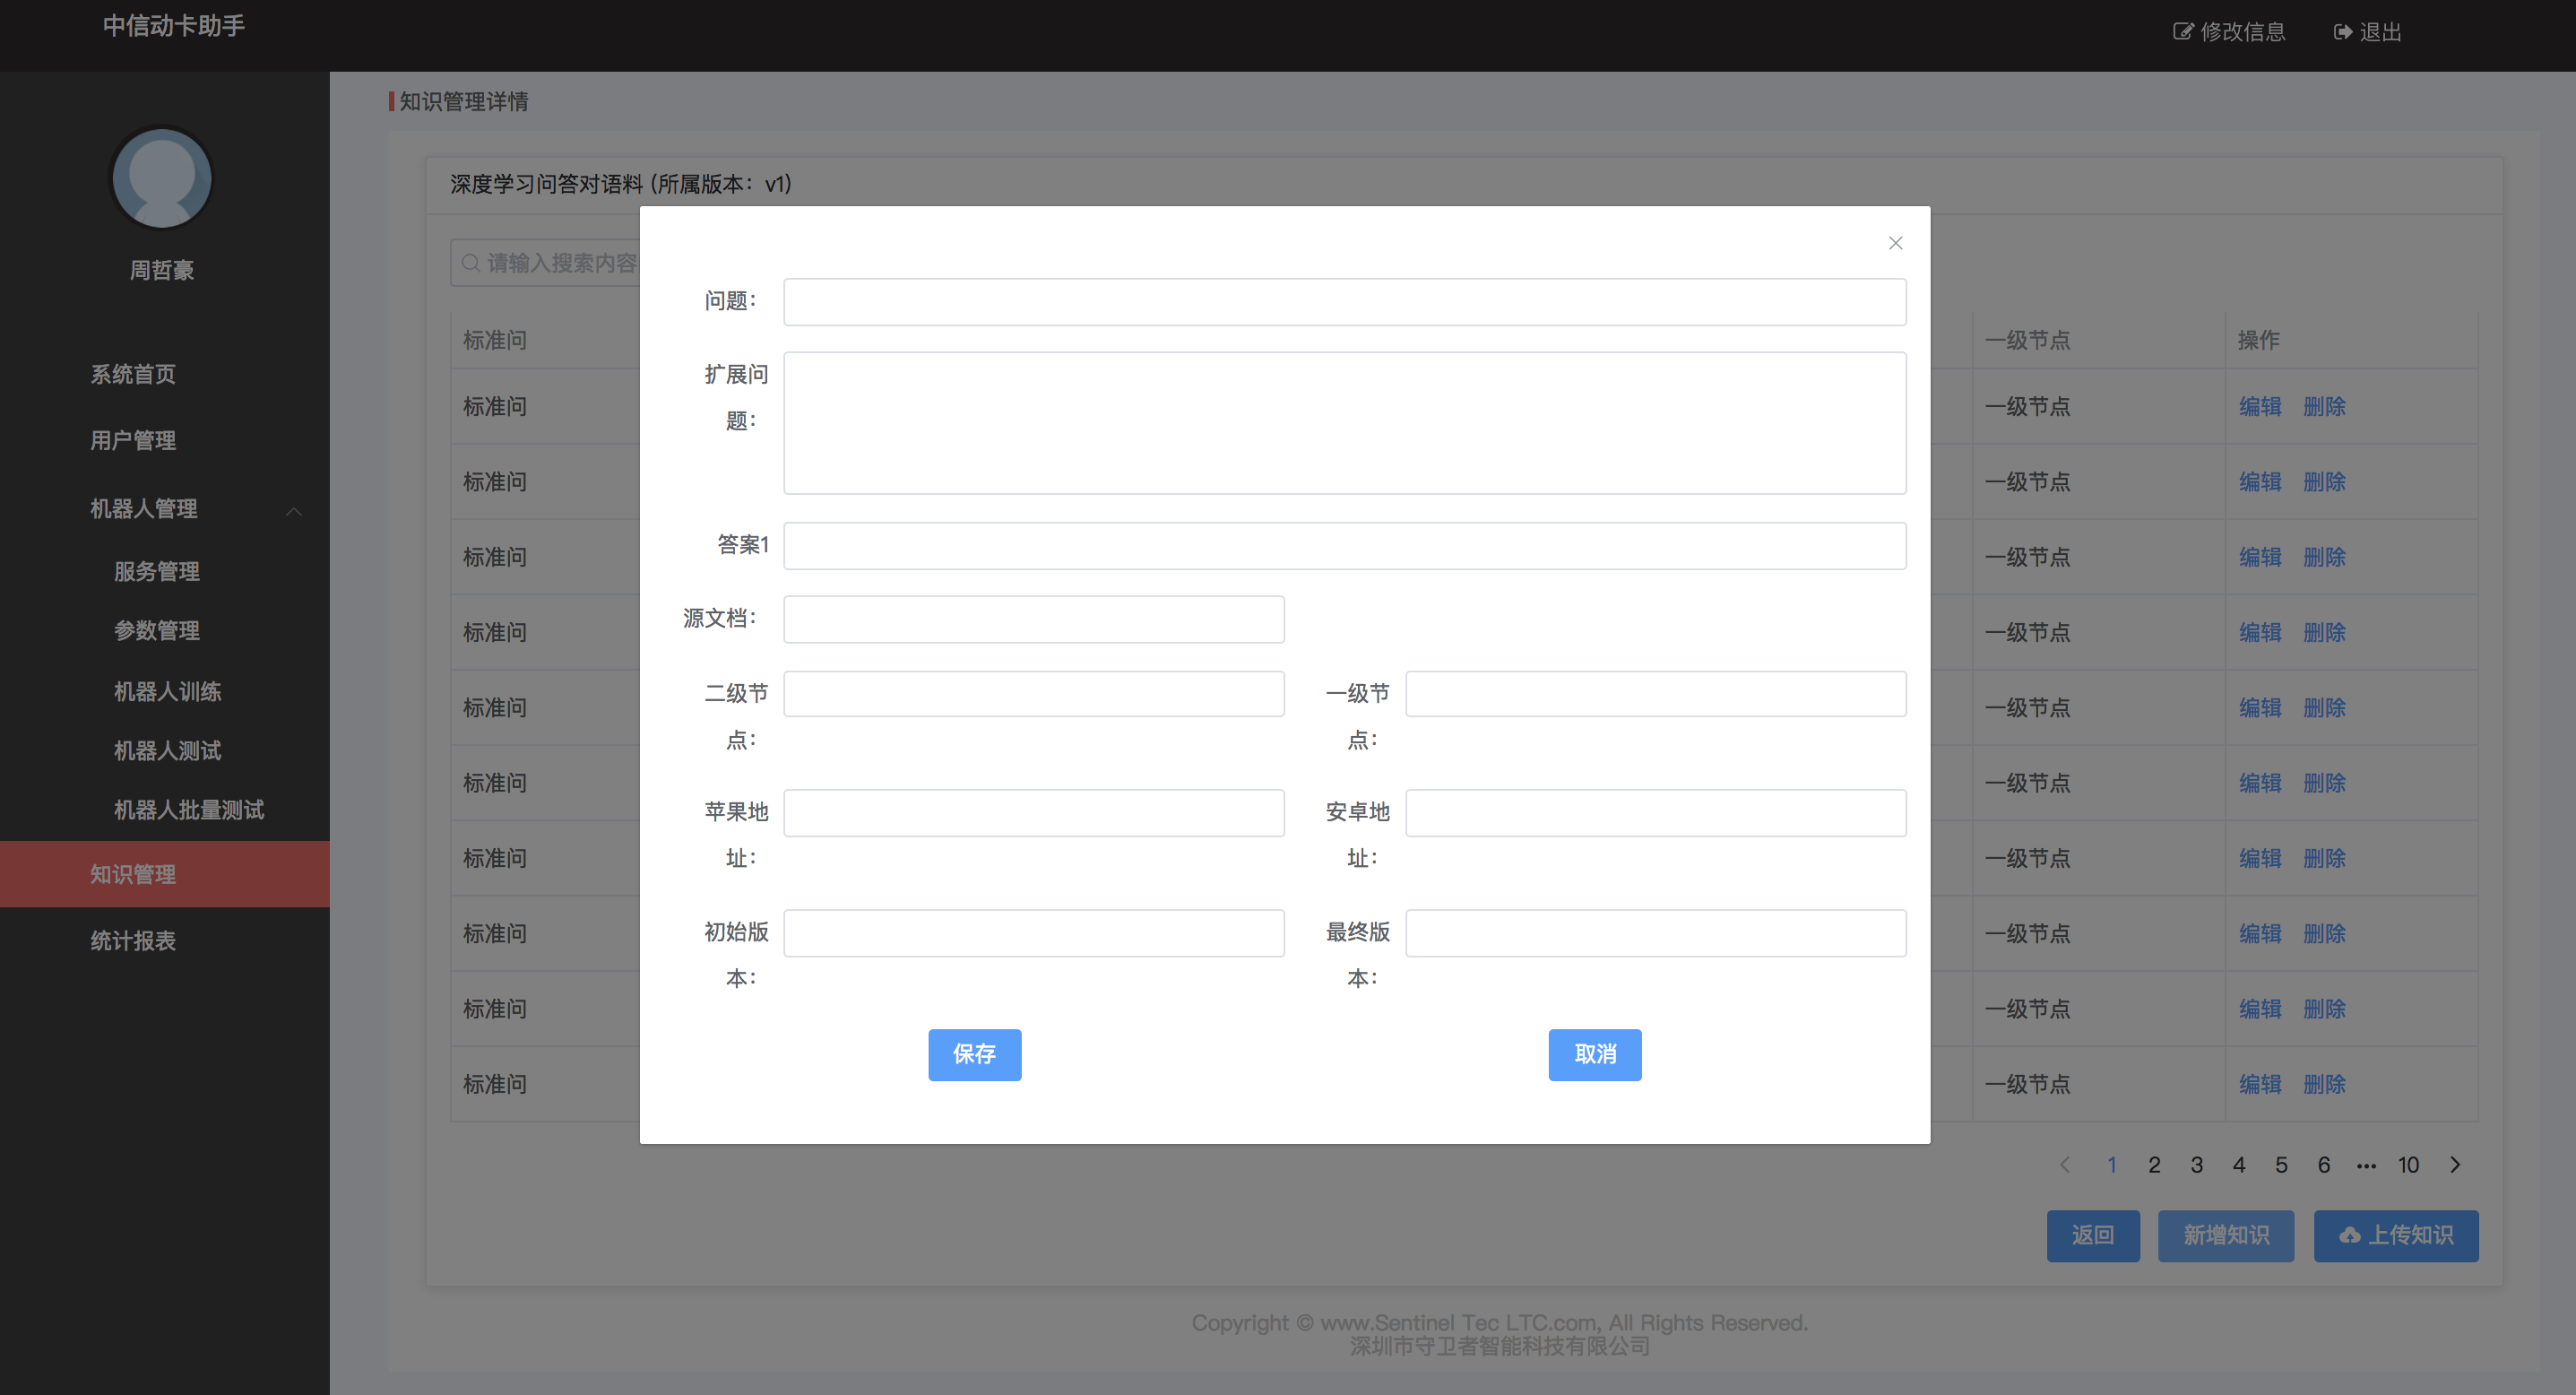 中信动卡助手
修改信息
退出
周哲豪
系统首页
用户管理
机器人管理
服务管理
参数管理
机器人训练
机器人测试
机器人批量测试
知识管理
统计报表
知识管理详情
深度学习问答对语料 (所属版本：v1)
请输入搜索内容
标准问 一级节点 操作
标准问 一级节点 编辑 删除
标准问 一级节点 编辑 删除
标准问 一级节点 编辑 删除
标准问 一级节点 编辑 删除
标准问 一级节点 编辑 删除
标准问 一级节点 编辑 删除
标准问 一级节点 编辑 删除
标准问 一级节点 编辑 删除
标准问 一级节点 编辑 删除
标准问 一级节点 编辑 删除
问题：
扩展问
题：
答案1
源文档：
二级节
点：
一级节
点：
苹果地
址：
安卓地
址：
初始版
本：
最终版
本：
保存
取消
1 2 3 4 5 6 ••• 10
返回
新增知识
上传知识
Copyright © www.Sentinel Tec LTC.com, All Rights Reserved.
深圳市守卫者智能科技有限公司